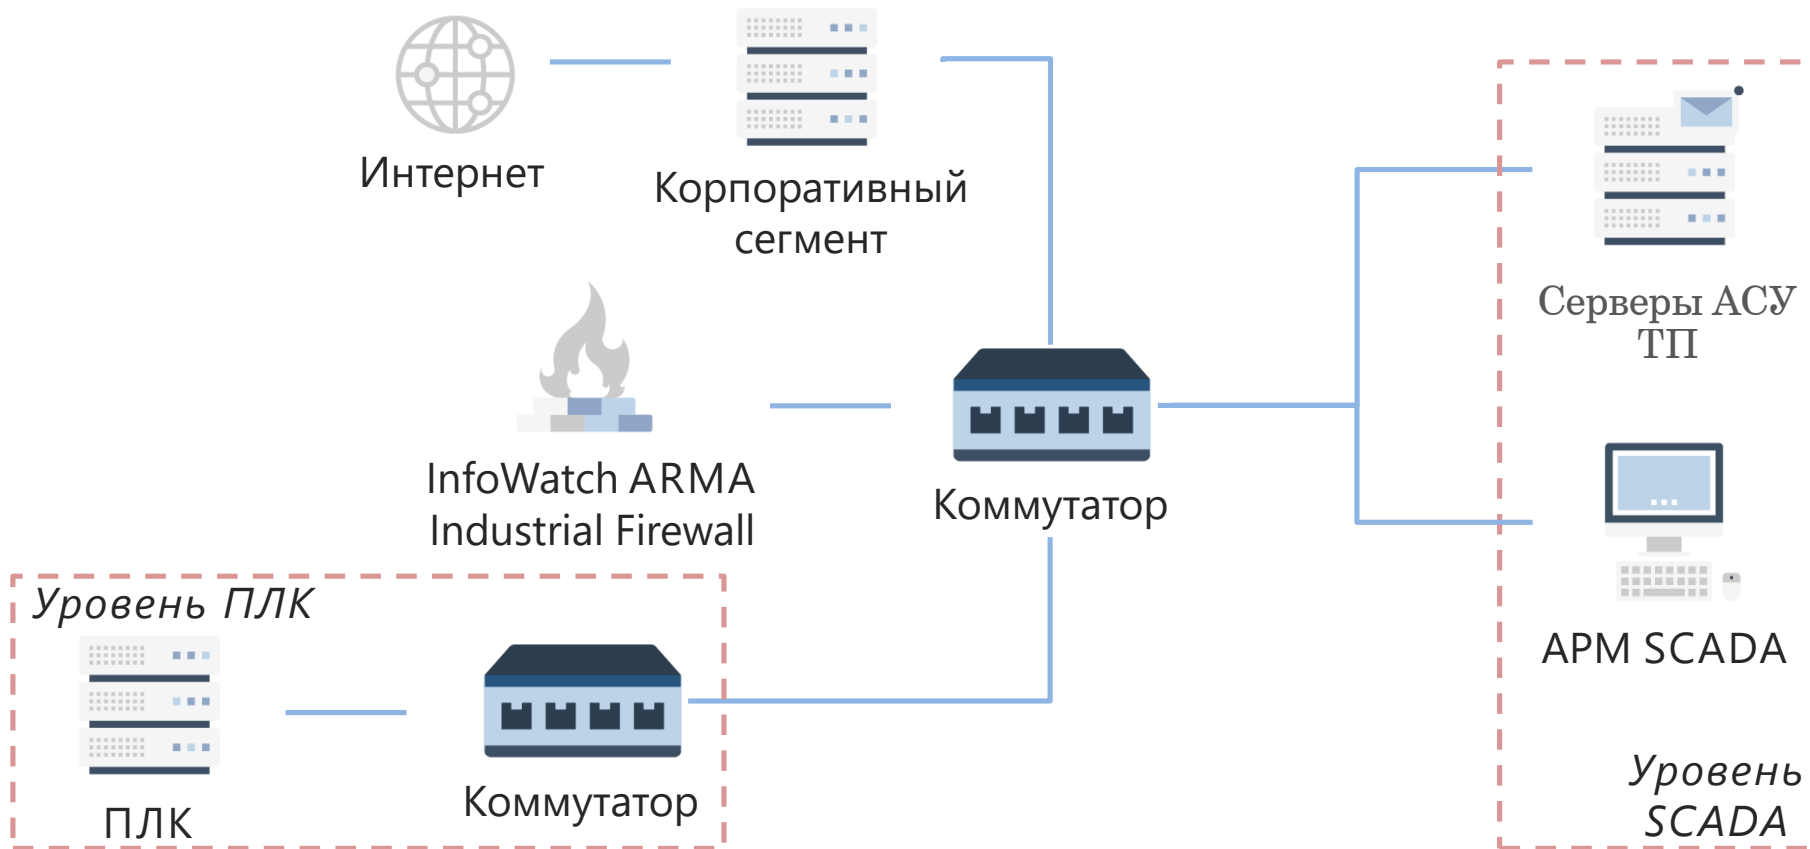 Интернет
Корпоративный
сегмент
Серверы АСУ
ТП
InfoWatch ARMA
Industrial Firewall
Коммутатор
Уровень ПЛК
АРМ SCADA
ПЛК
Коммутатор
Уровень
SCADA